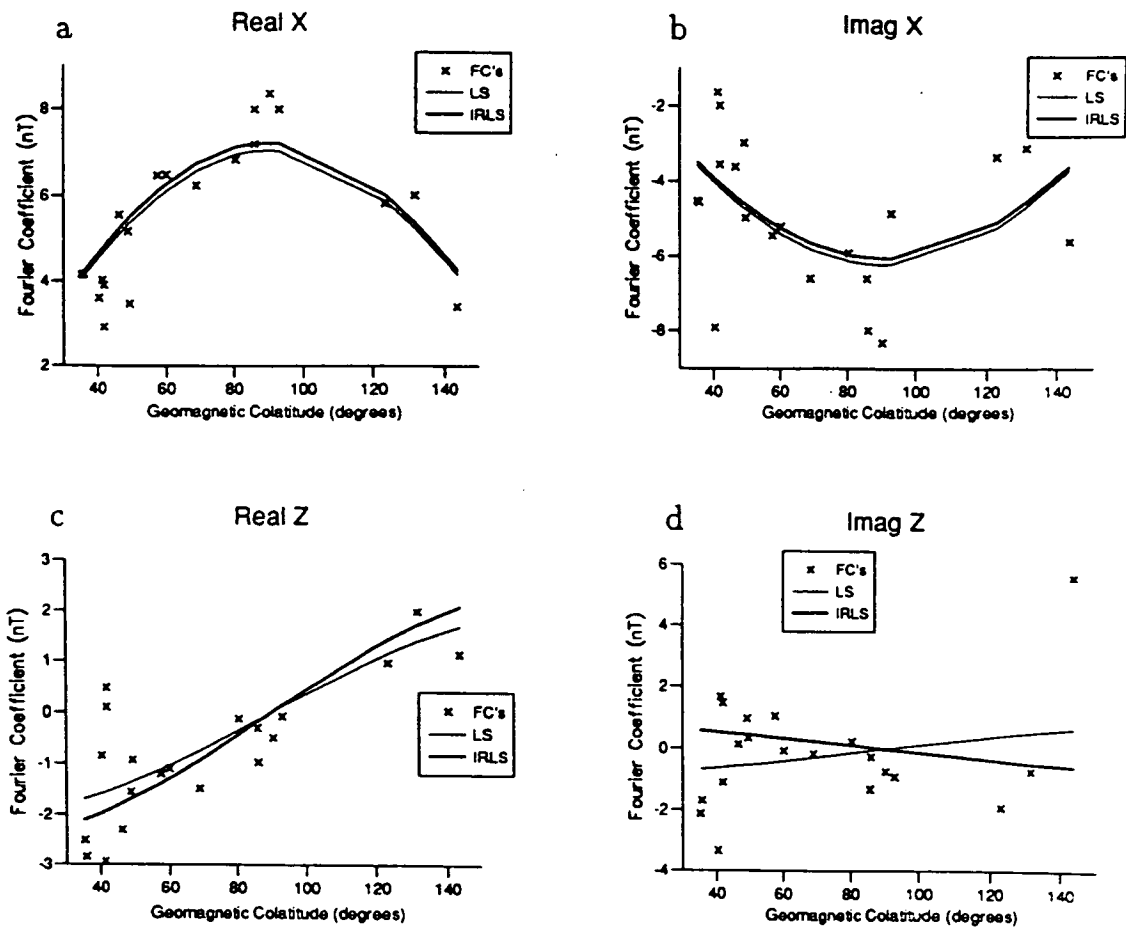 a
Real X
Fourier Coefficient (nT)
8
6
4
2
40 60 80 100 120 140
Geomagnetic Colatitude (degrees)
FC's
LS
IRLS
b
Imag X
Fourier Coefficient (nT)
-2
-4
-6
-8
40 60 80 100 120 140
Geomagnetic Colatitude (degrees)
FC's
LS
IRLS
c
Real Z
Fourier Coefficient (nT)
3
2
1
0
-1
-2
-3
40 60 80 100 120 140
Geomagnetic Colatitude (degrees)
FC's
LS
IRLS
d
Imag Z
Fourier Coefficient (nT)
6
4
2
0
-2
-4
40 60 80 100 120 140
Geomagnetic Colatitude (degrees)
FC's
LS
IRLS